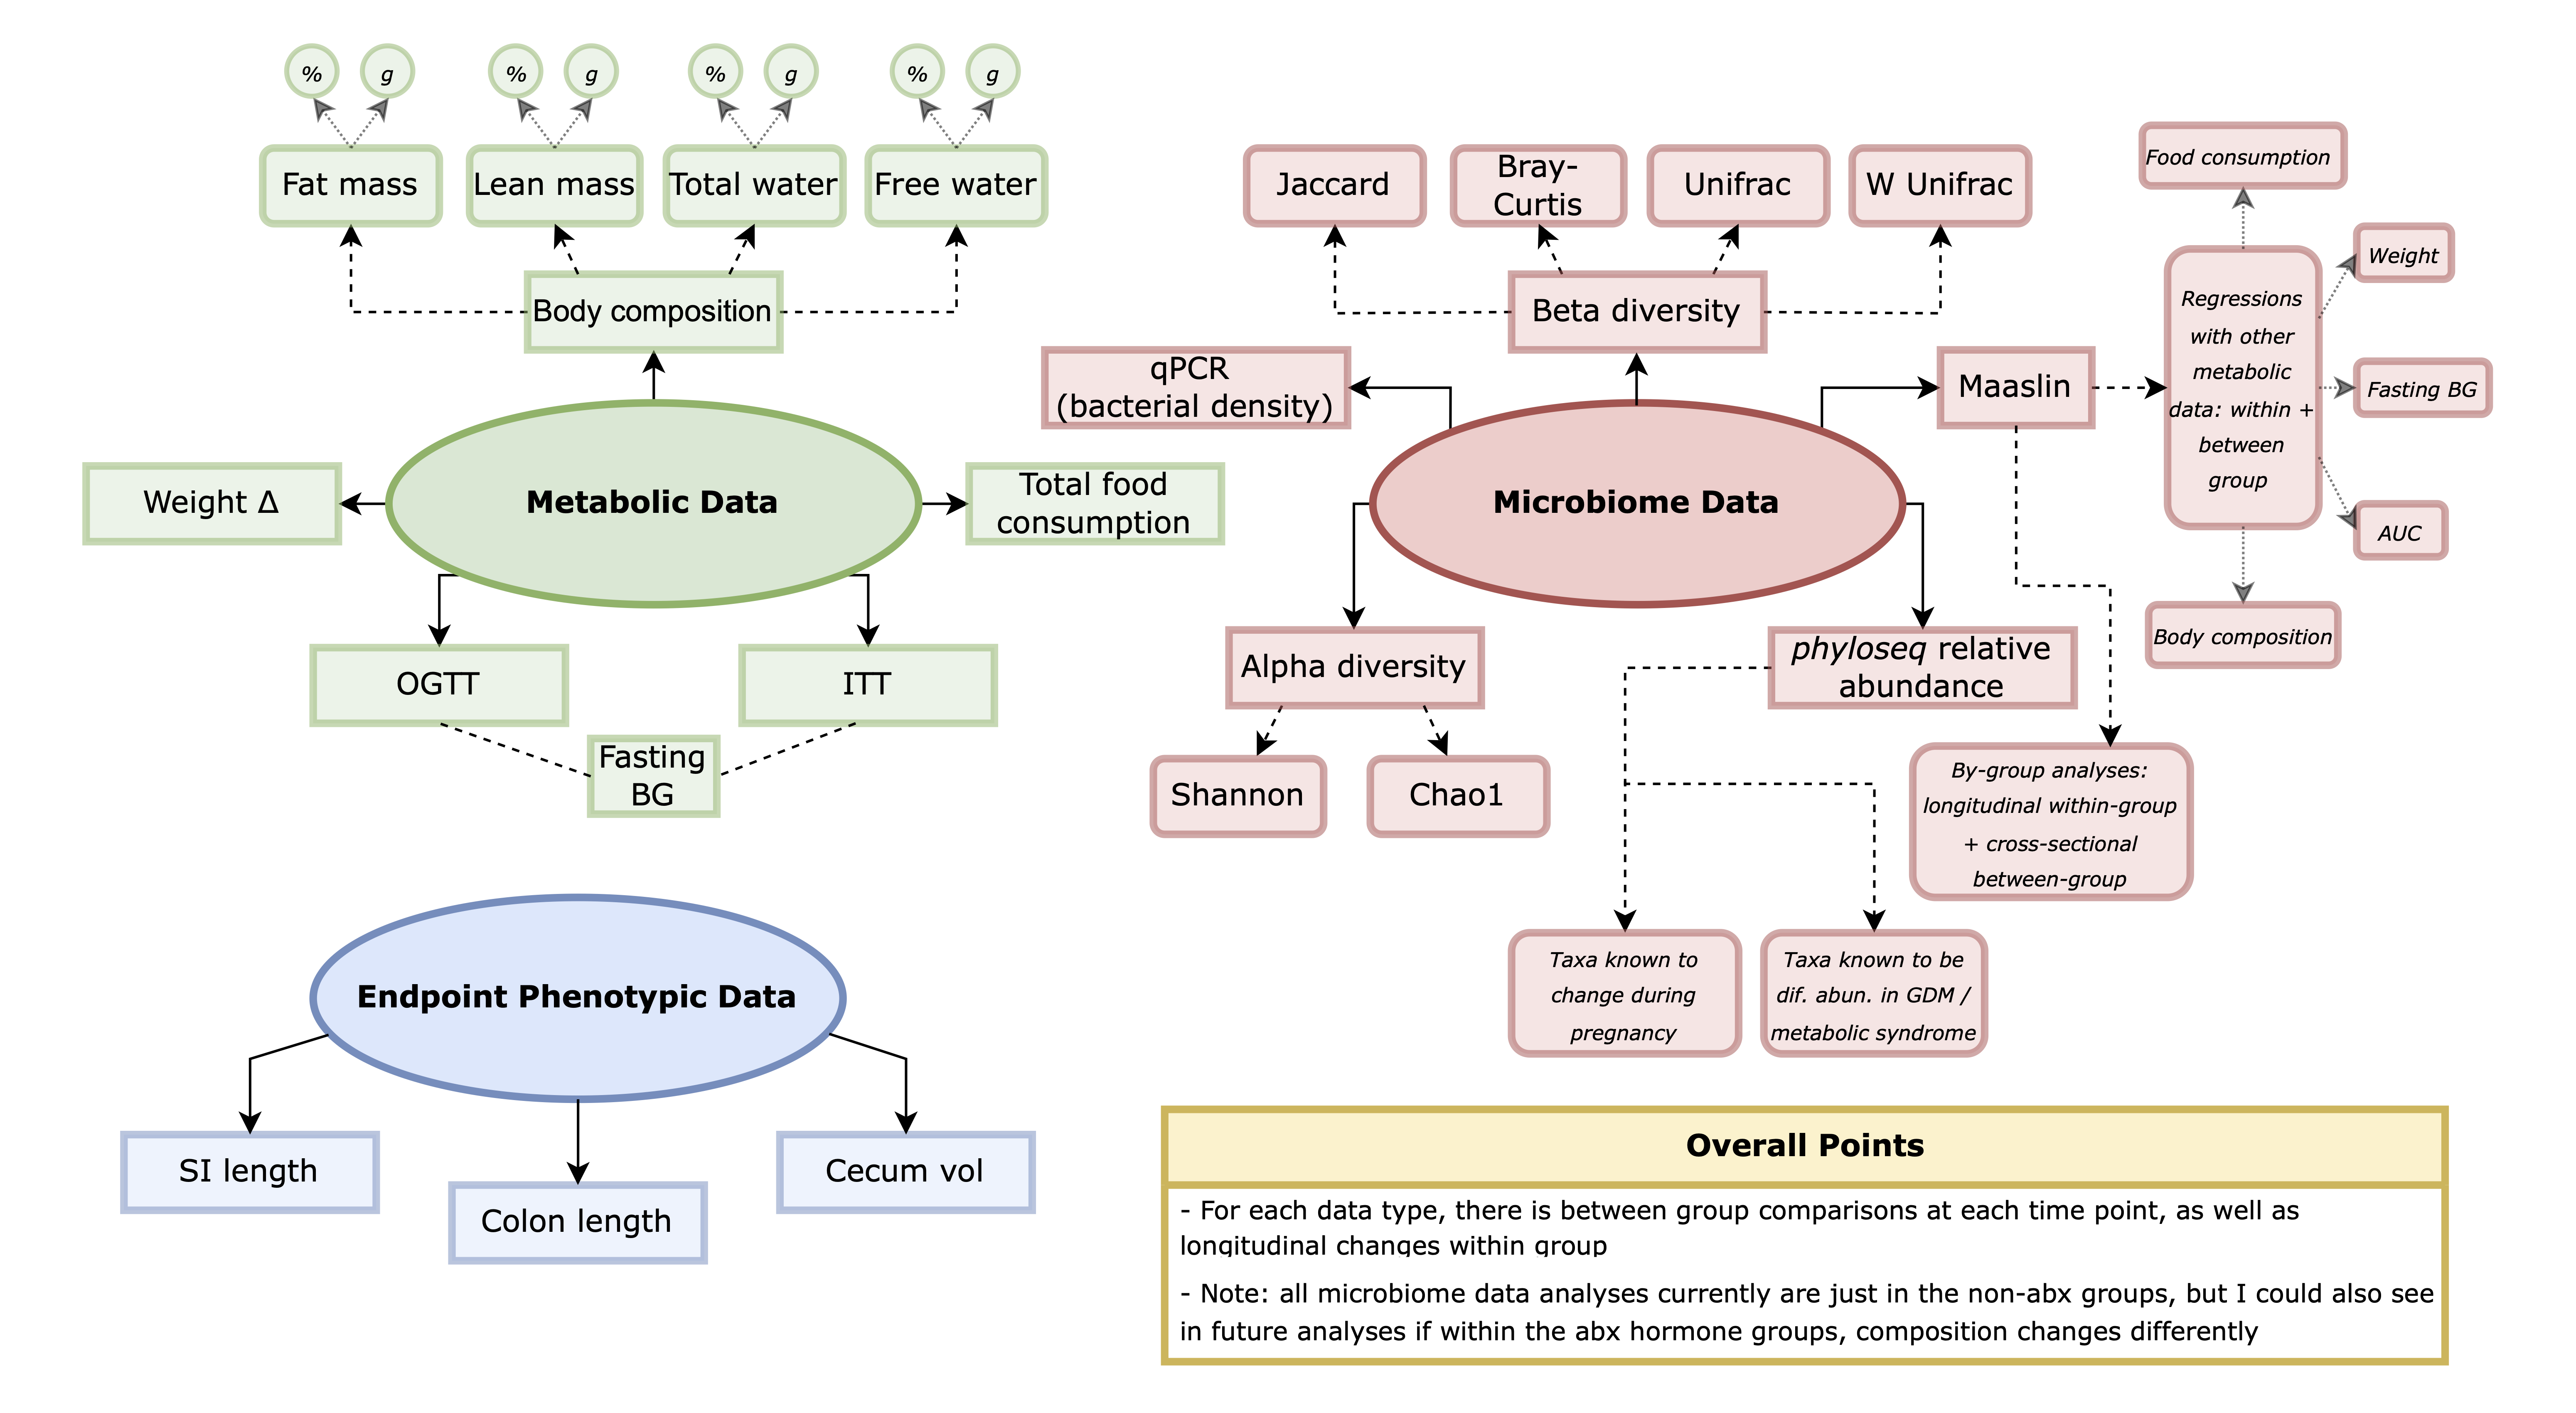 %
g
%
g
%
g
%
g
Fat mass
Lean mass
Total water
Free water
Body composition
Metabolic Data
Weight Δ
Total food
consumption
OGTT
ITT
Fasting
BG
Jaccard
Bray-
Curtis
Unifrac
W Unifrac
Beta diversity
qPCR
(bacterial density)
Maaslin
Microbiome Data
Food consumption
Weight
Regressions
with other
metabolic
data: within +
between
group
Fasting BG
AUC
Body composition
Alpha diversity
phyloseq relative
abundance
Shannon
Chao1
By-group analyses:
longitudinal within-group
+ cross-sectional
between-group
Taxa known to
change during
pregnancy
Taxa known to be
dif. abun. in GDM /
metabolic syndrome
Endpoint Phenotypic Data
SI length
Colon length
Cecum vol
Overall Points
- For each data type, there is between group comparisons at each time point, as well as
longitudinal changes within group
- Note: all microbiome data analyses currently are just in the non-abx groups, but I could also see
in future analyses if within the abx hormone groups, composition changes differently